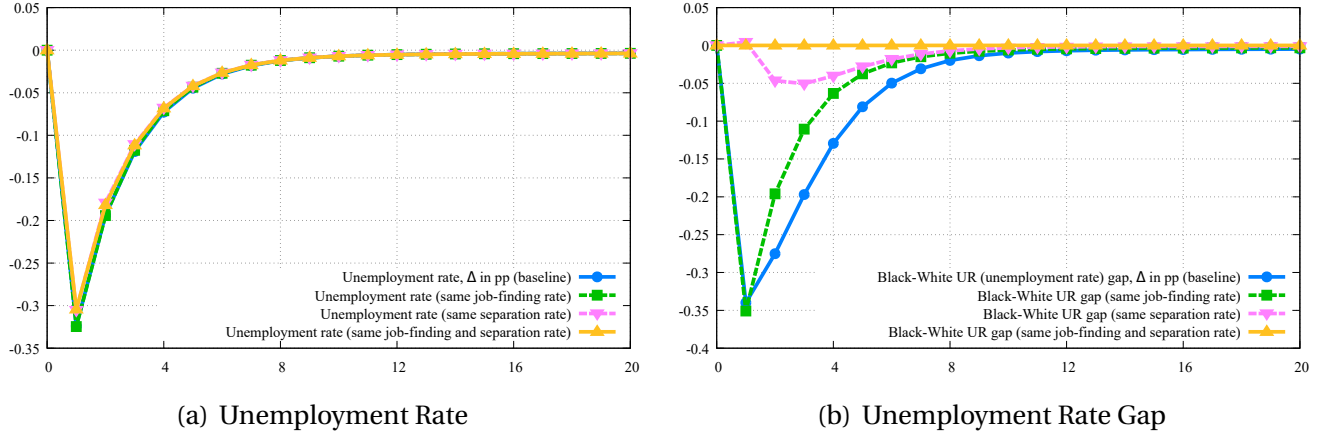 0.05
0
-0.05
-0.1
-0.15
-0.2
-0.25
-0.3
-0.35
0 4 8 12 16 20
Unemployment rate, Δ in pp (baseline)
Unemployment rate (same job-finding rate)
Unemployment rate (same separation rate)
Unemployment rate (same job-finding and separation rate)
(a) Unemployment Rate
0.05
0
-0.05
-0.1
-0.15
-0.2
-0.25
-0.3
-0.35
-0.4
0 4 8 12 16 20
Black-White UR (unemployment rate) gap, Δ in pp (baseline)
Black-White UR gap (same job-finding rate)
Black-White UR gap (same separation rate)
Black-White UR gap (same job-finding and separation rate)
(b) Unemployment Rate Gap